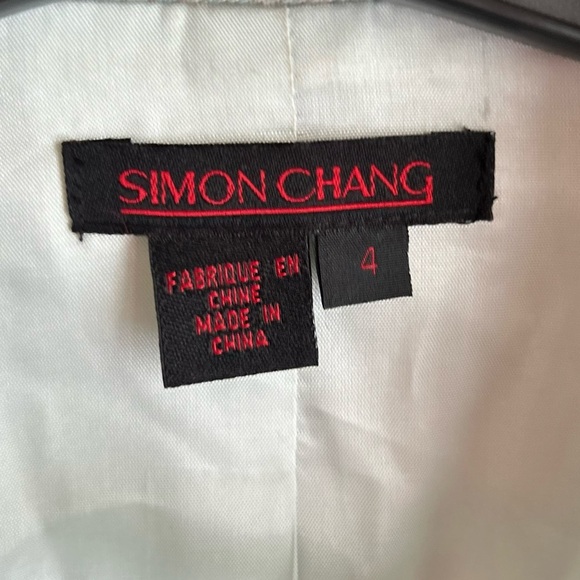 SIMON CHANG
4
FABRIQUE EN
CHINE
MADE IN
CHINA